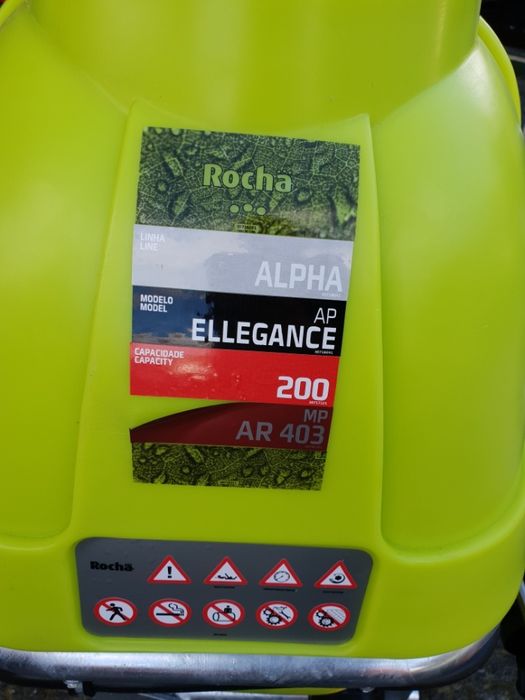 Rocha
LINHA
LINE
ALPHA
MODELO
MODEL
AP
ELLEGANCE
CAPACIDADE
CAPACITY
200
MP
AR 403
Rocha